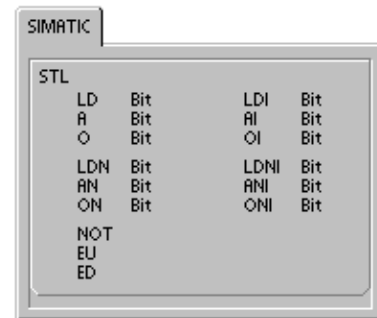 SIMATIC
STL
LD Bit LDI Bit
A Bit AI Bit
O Bit OI Bit
LDN Bit LDNI Bit
AN Bit ANI Bit
ON Bit ONI Bit
NOT
EU
ED